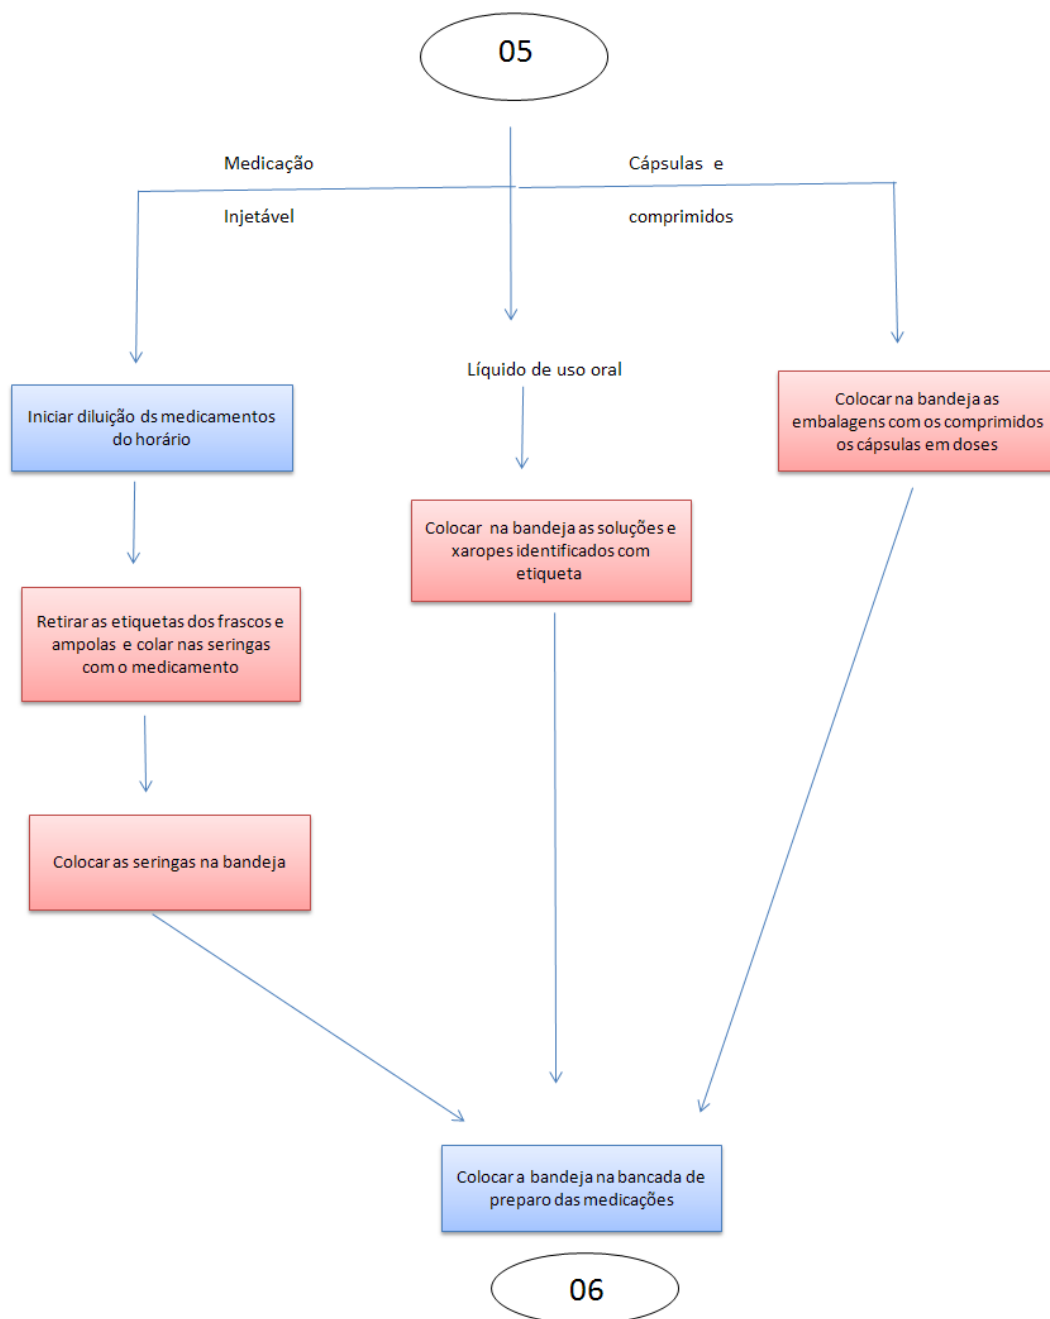 05
Medicação
Injetável
Cápsulas e
comprimidos
Líquido de uso oral
Iniciar diluição ds medicamentos
do horário
Colocar na bandeja as
embalagens com os comprimidos
os cápsulas em doses
Colocar na bandeja as soluções e
xaropes identificados com
etiqueta
Retirar as etiquetas dos frascos e
ampolas e colar nas seringas
com o medicamento
Colocar as seringas na bandeja
Colocar a bandeja na bancada de
preparo das medicações
06